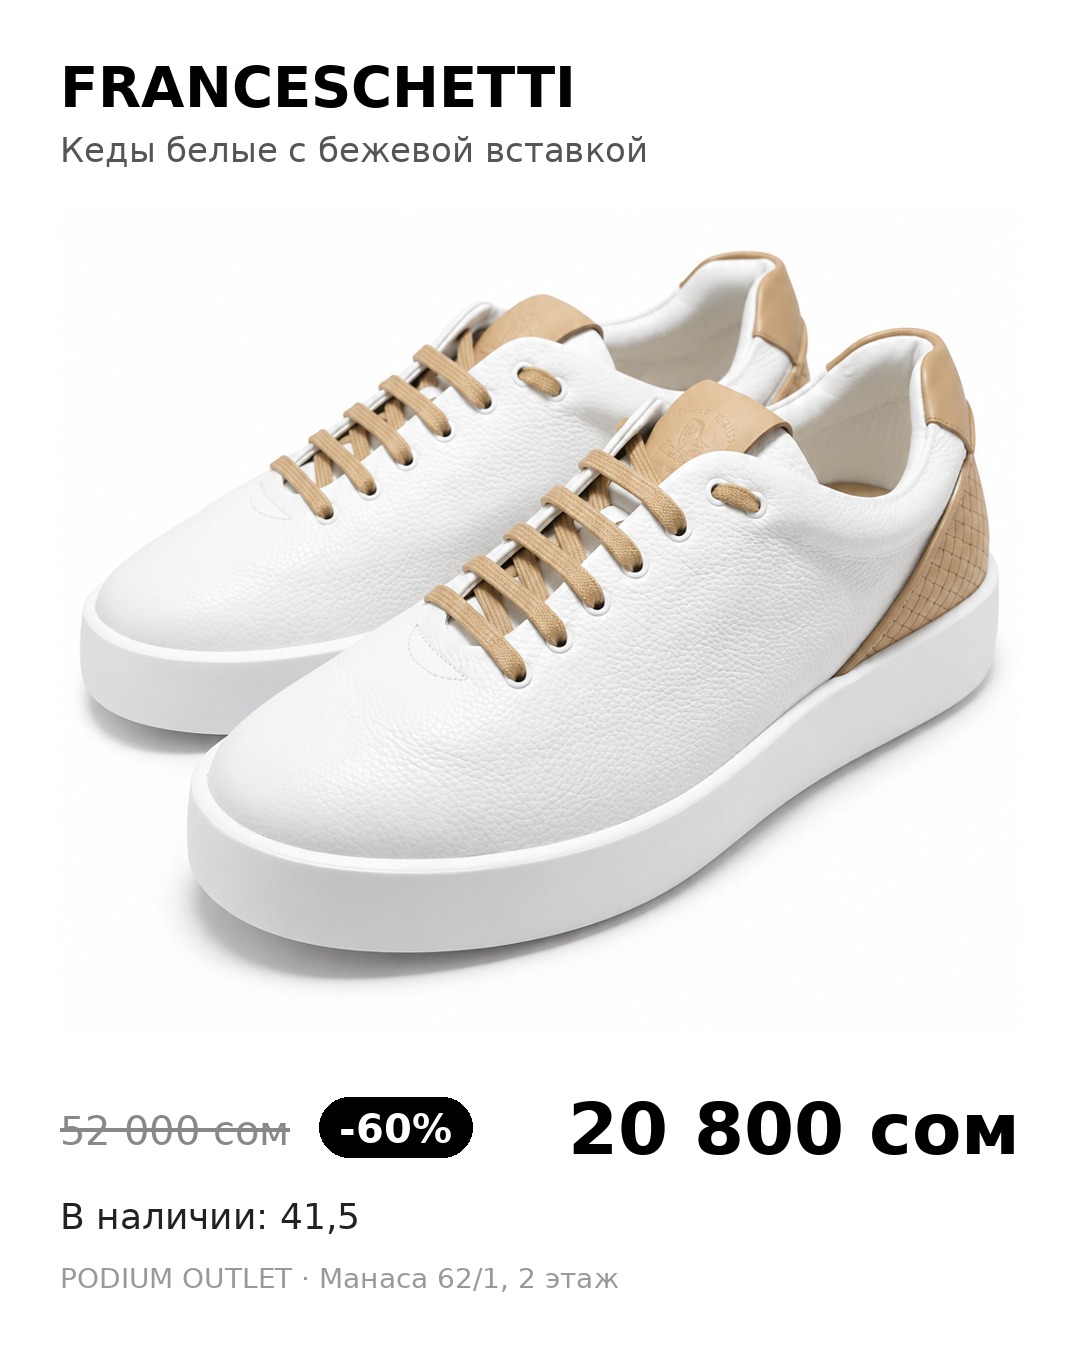 FRANCESCHETTI
Кеды белые с бежевой вставкой
52 000 сом
-60%
20 800 сом
В наличии: 41,5
PODIUM OUTLET · Манаса 62/1, 2 этаж